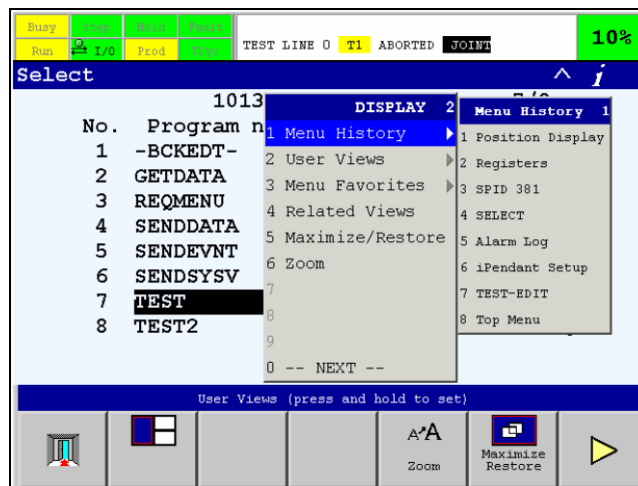 Busy Step Hold Fault
Run I/O Prod TCyc
TEST LINE 0 T1 ABORTED JOINT
10%
Select
1013
No. Program n
1 -BCKEDT-
2 GETDATA
3 REQMENU
4 SENDDATA
5 SENDEVNT
6 SENDSYSV
7 TEST
8 TEST2
DISPLAY 2
1 Menu History
2 User Views
3 Menu Favorites
4 Related Views
5 Maximize/Restore
6 Zoom
7
8
9
0 -- NEXT --
Menu History 1
1 Position Display
2 Registers
3 SPID 381
4 SELECT
5 Alarm Log
6 iPendant Setup
7 TEST-EDIT
8 Top Menu
User Views (press and hold to set)
A↗A
Zoom
Maximize
Restore